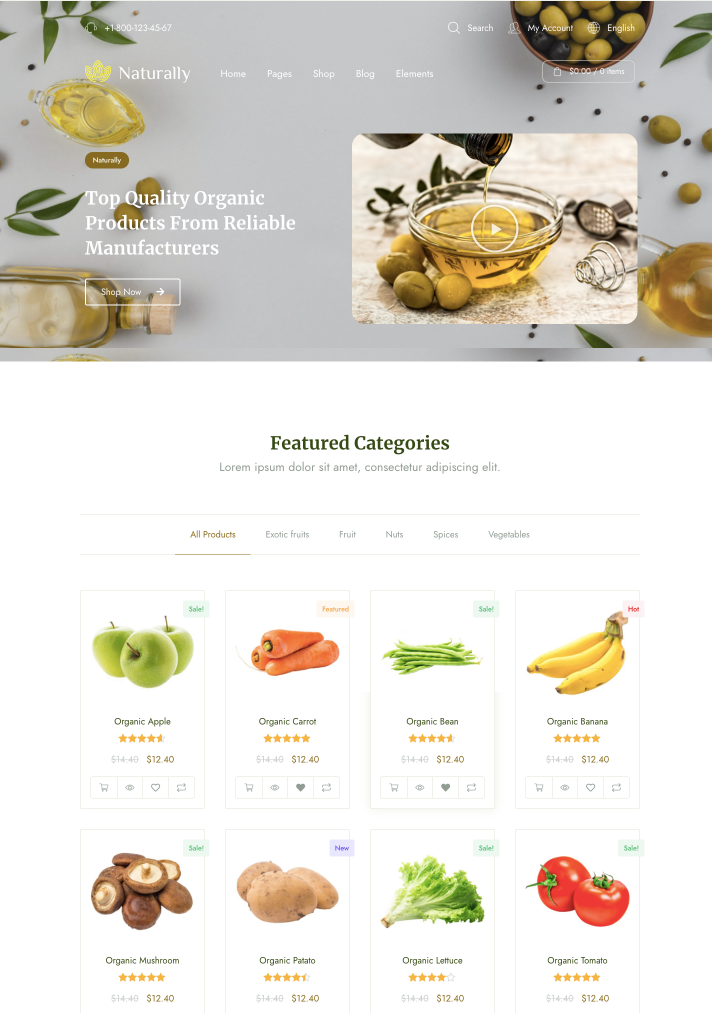 +1-800-123-45-67
Search
My Account
English
Naturally
Home
Pages
Shop
Blog
Elements
$0.00 / 0 items
Naturally
Top Quality Organic
Products From Reliable
Manufacturers
Shop Now
Featured Categories
Lorem ipsum dolor sit amet, consectetur adipiscing elit.
All Products
Exotic fruits
Fruit
Nuts
Spices
Vegetables
Sale!
Organic Apple
$14.40 $12.40
Featured
Organic Carrot
$14.40 $12.40
Sale!
Organic Bean
$14.40 $12.40
Hot
Organic Banana
$14.40 $12.40
Sale!
Organic Mushroom
$14.40 $12.40
New
Organic Patato
$14.40 $12.40
Sale!
Organic Lettuce
$14.40 $12.40
Sale!
Organic Tomato
$14.40 $12.40